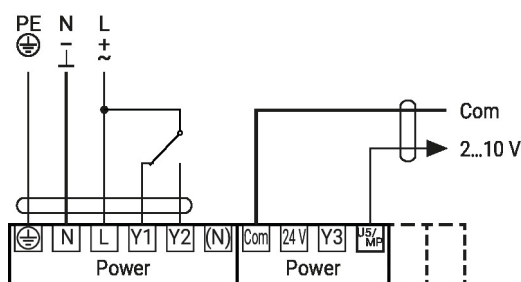 PE N L
− +
⊥ ~
Com
2...10 V
N L Y1 Y2 (N) Com 24 V Y3 U5/MP
Power Power